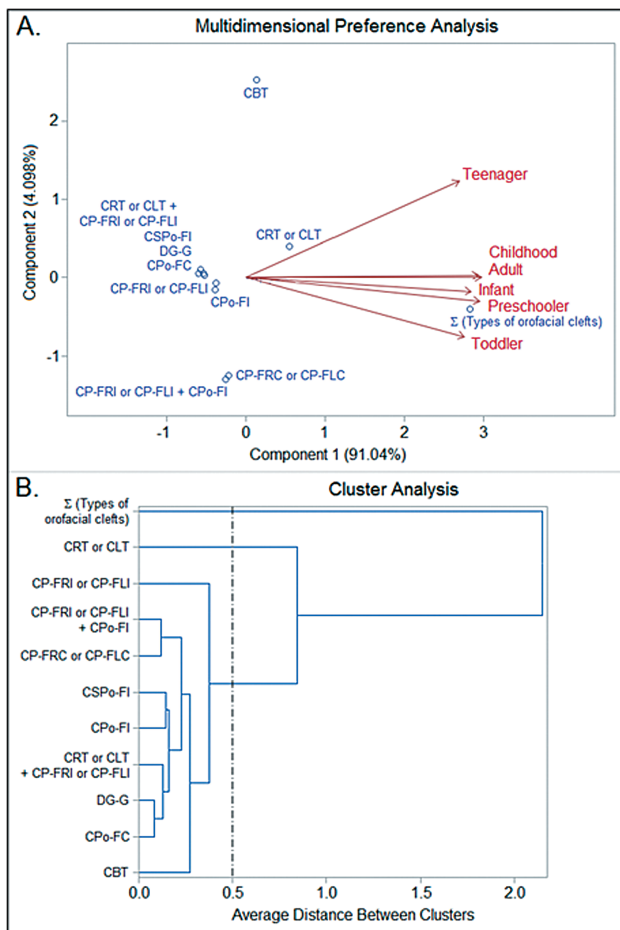 A.
Multidimensional Preference Analysis
Component 2 (4.098%)
2
1
0
-1
CBT
Teenager
CRT or CLT +
CP-FRI or CP-FLI
CSPo-FI
DG-G
CPo-FC
CRT or CLT
CP-FRI or CP-FLI
CPo-FI
Childhood
Adult
Infant
Preschooler
Σ (Types of orofacial clefts)
Toddler
CP-FRC or CP-FLC
CP-FRI or CP-FLI + CPo-FI
-1 0 1 2 3
Component 1 (91.04%)
B.
Cluster Analysis
Σ (Types of
orofacial clefts)
CRT or CLT
CP-FRI or CP-FLI
CP-FRI or CP-FLI
+ CPo-FI
CP-FRC or CP-FLC
CSPo-FI
CPo-FI
CRT or CLT
+ CP-FRI or CP-FLI
DG-G
CPo-FC
CBT
0.0 0.5 1.0 1.5 2.0
Average Distance Between Clusters